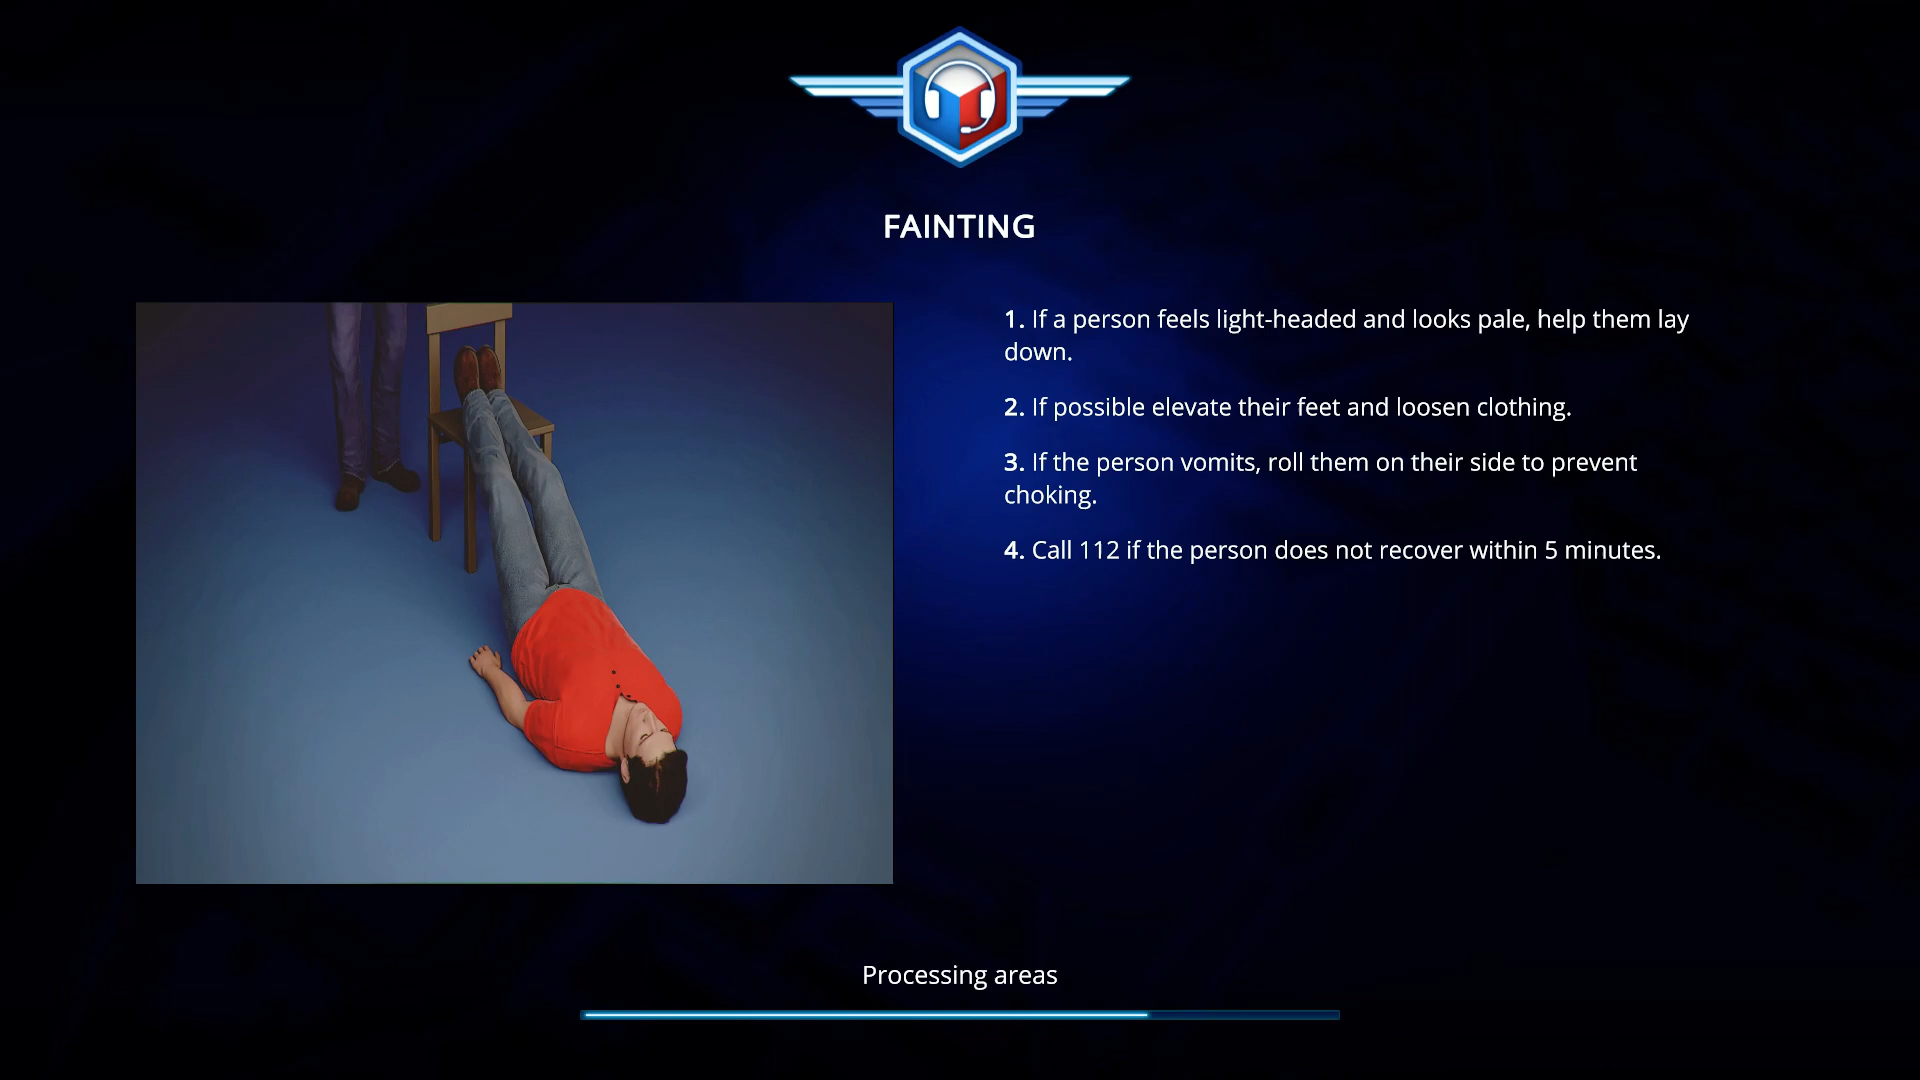 FAINTING
1. If a person feels light-headed and looks pale, help them lay
down.
2. If possible elevate their feet and loosen clothing.
3. If the person vomits, roll them on their side to prevent
choking.
4. Call 112 if the person does not recover within 5 minutes.
Processing areas